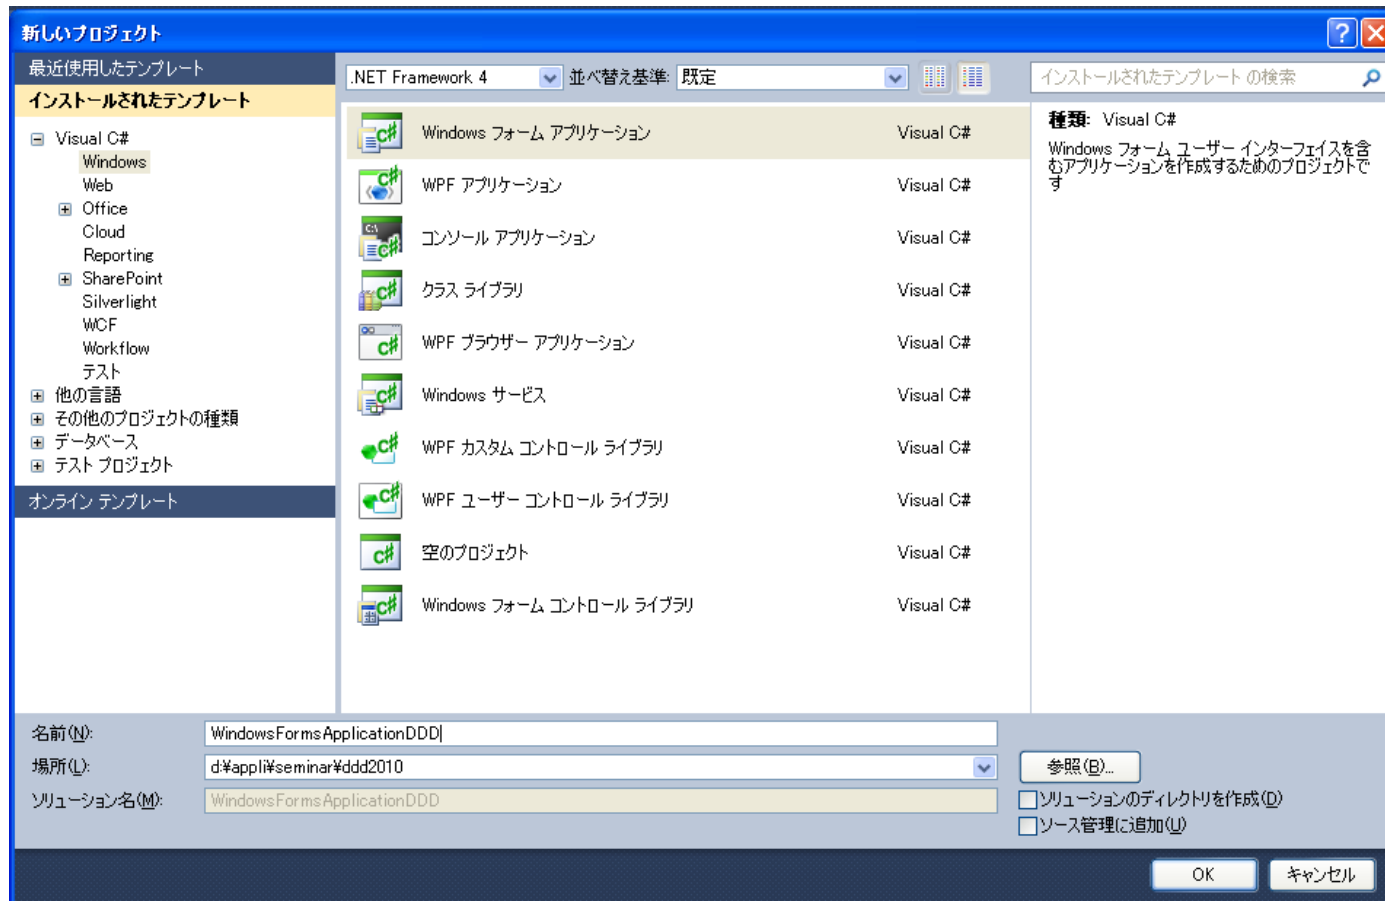 新しいプロジェクト
最近使用したテンプレート
インストールされたテンプレート
Visual C#
Windows
Web
Office
Cloud
Reporting
SharePoint
Silverlight
WCF
Workflow
テスト
他の言語
その他のプロジェクトの種類
データベース
テスト プロジェクト
オンライン テンプレート
.NET Framework 4
並べ替え基準:
既定
Windows フォーム アプリケーション Visual C#
WPF アプリケーション Visual C#
コンソール アプリケーション Visual C#
クラス ライブラリ Visual C#
WPF ブラウザー アプリケーション Visual C#
Windows サービス Visual C#
WPF カスタム コントロール ライブラリ Visual C#
WPF ユーザー コントロール ライブラリ Visual C#
空のプロジェクト Visual C#
Windows フォーム コントロール ライブラリ Visual C#
インストールされたテンプレート の検索
種類: Visual C#
Windows フォーム ユーザー インターフェイスを含
むアプリケーションを作成するためのプロジェクトで
す
名前(N): WindowsFormsApplicationDDD
場所(L): d:¥appli¥seminar¥ddd2010
参照(B)...
ソリューション名(M): WindowsFormsApplicationDDD
ソリューションのディレクトリを作成(D)
ソース管理に追加(U)
OK
キャンセル